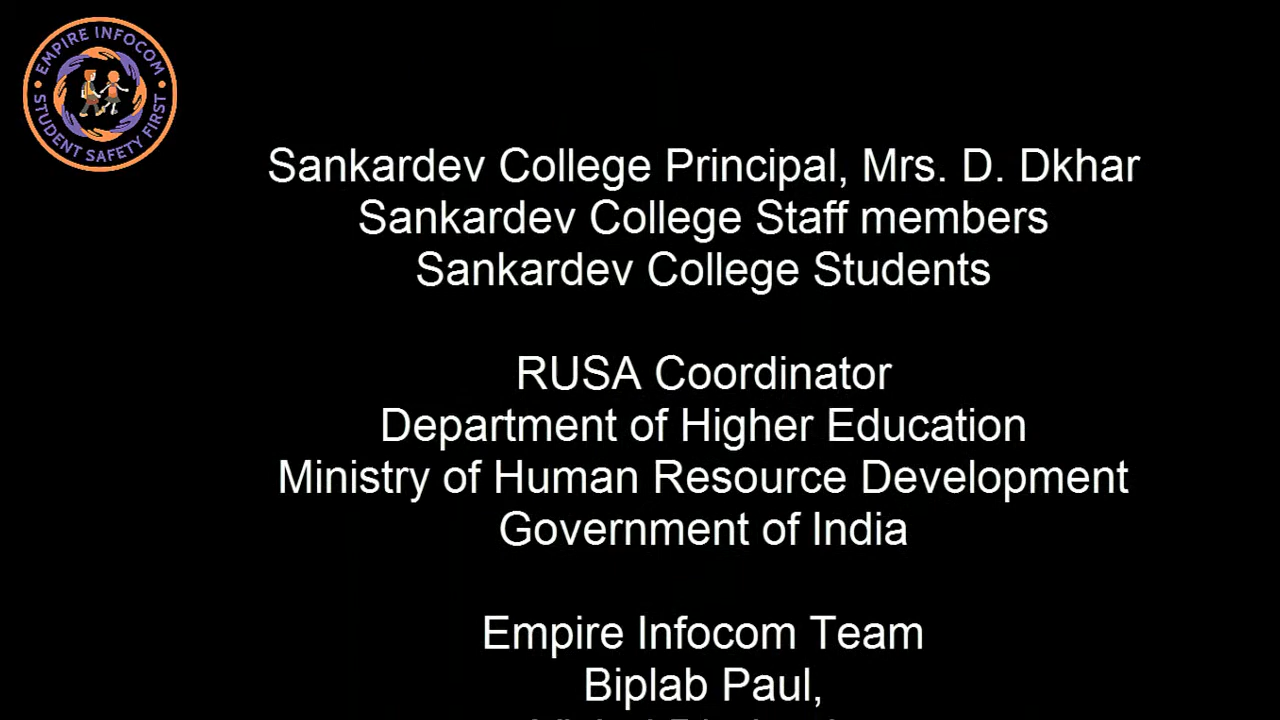 EMPIRE INFOCOM
STUDENT SAFETY FIRST
Sankardev College Principal, Mrs. D. Dkhar
Sankardev College Staff members
Sankardev College Students
RUSA Coordinator
Department of Higher Education
Ministry of Human Resource Development
Government of India
Empire Infocom Team
Biplab Paul,